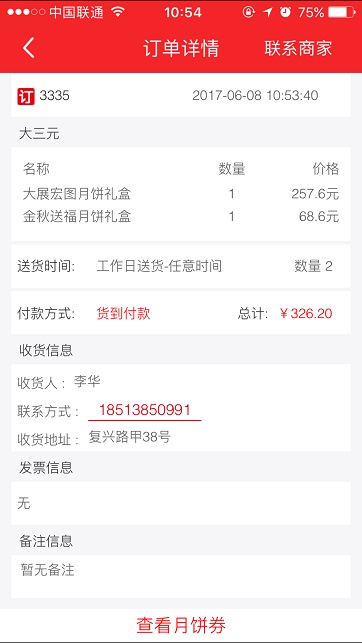 中国联通 10:54 75%
订单详情 联系商家
订 3335 2017-06-08 10:53:40
大三元
名称 数量 价格
大展宏图月饼礼盒 1 257.6元
金秋送福月饼礼盒 1 68.6元
送货时间: 工作日送货-任意时间 数量 2
付款方式: 货到付款 总计: ￥326.20
收货信息
收货人 : 李华
联系方式 : 18513850991
收货地址 : 复兴路甲38号
发票信息
无
备注信息
暂无备注
查看月饼券